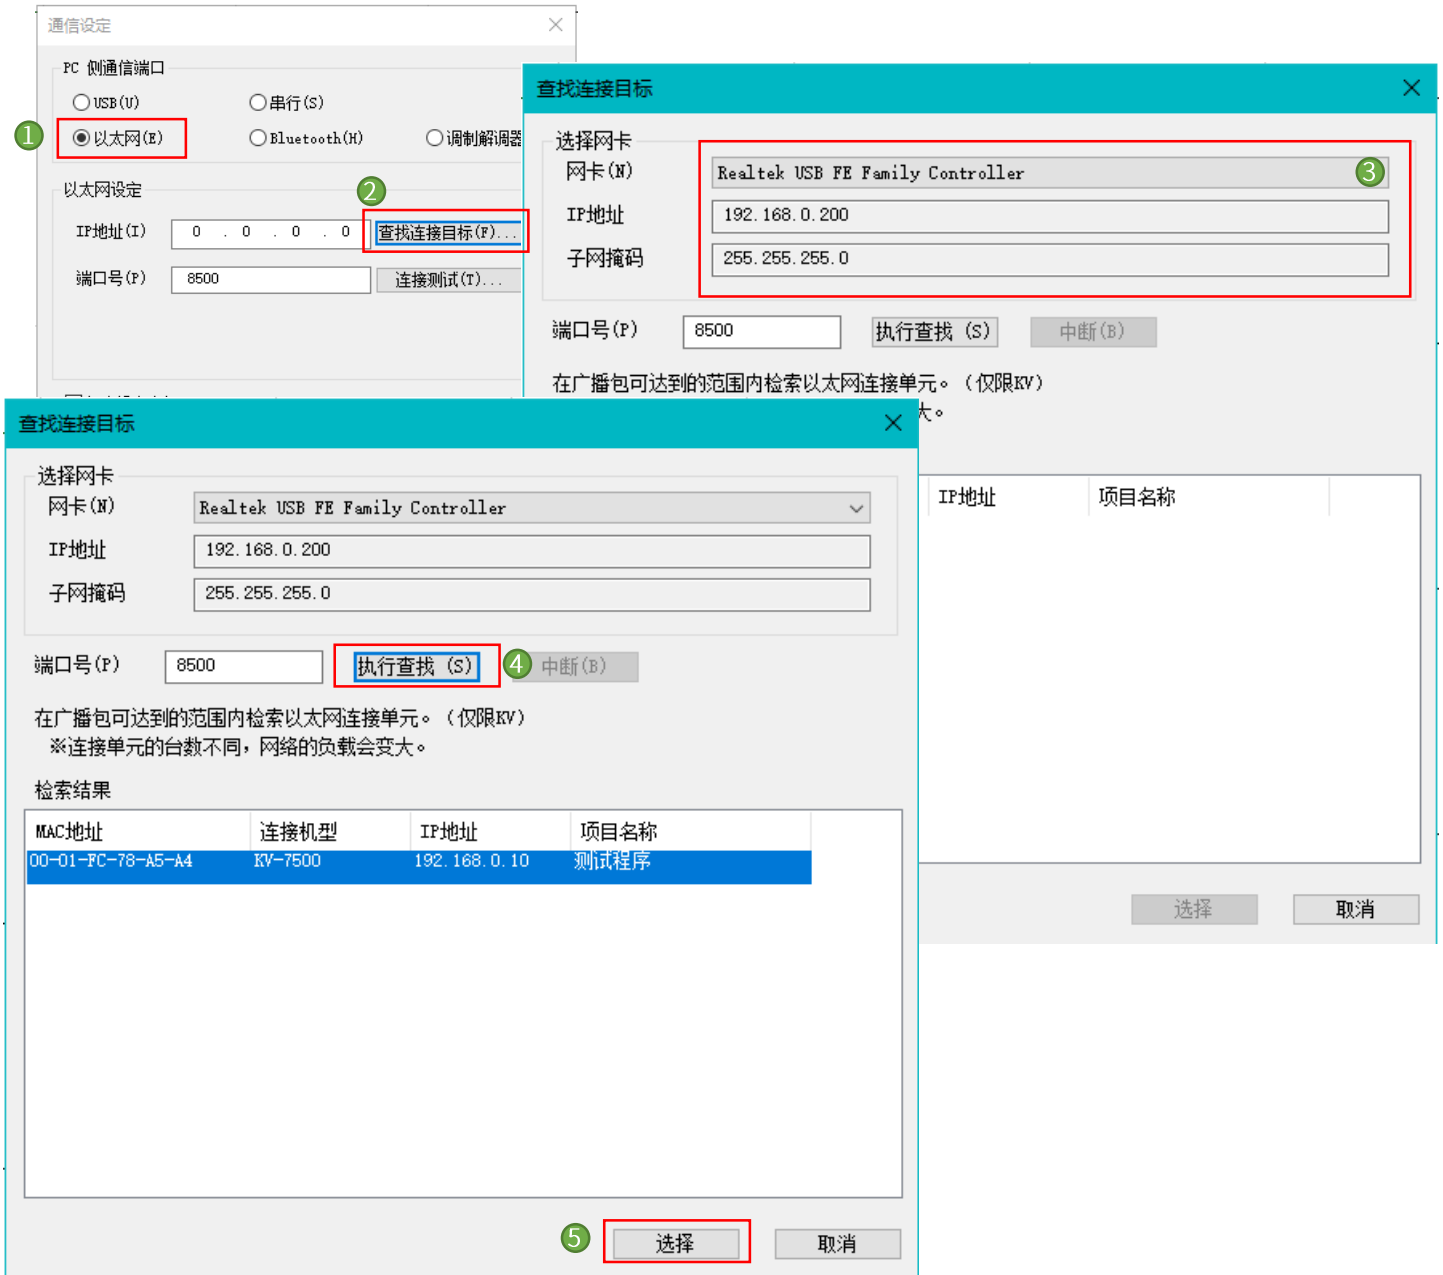 通信设定
PC 侧通信端口
USB(U)
串行(S)
1
以太网(E)
Bluetooth(H)
调制解调器
以太网设定
2
IP地址(I)
0 . 0 . 0 . 0
查找连接目标(F)...
端口号(P)
8500
连接测试(T)...
查找连接目标
选择网卡
网卡(N)
Realtek USB FE Family Controller
3
IP地址
192.168.0.200
子网掩码
255.255.255.0
端口号(P)
8500
执行查找 (S)
中断(B)
在广播包可达到的范围内检索以太网连接单元。（仅限KV）
大。
IP地址
项目名称
选择
取消
查找连接目标
选择网卡
网卡(N)
Realtek USB FE Family Controller
IP地址
192.168.0.200
子网掩码
255.255.255.0
端口号(P)
8500
执行查找 (S)
4
中断(B)
在广播包可达到的范围内检索以太网连接单元。（仅限KV）
※连接单元的台数不同，网络的负载会变大。
检索结果
MAC地址
连接机型
IP地址
项目名称
00-01-FC-78-A5-A4
KV-7500
192.168.0.10
测试程序
5
选择
取消